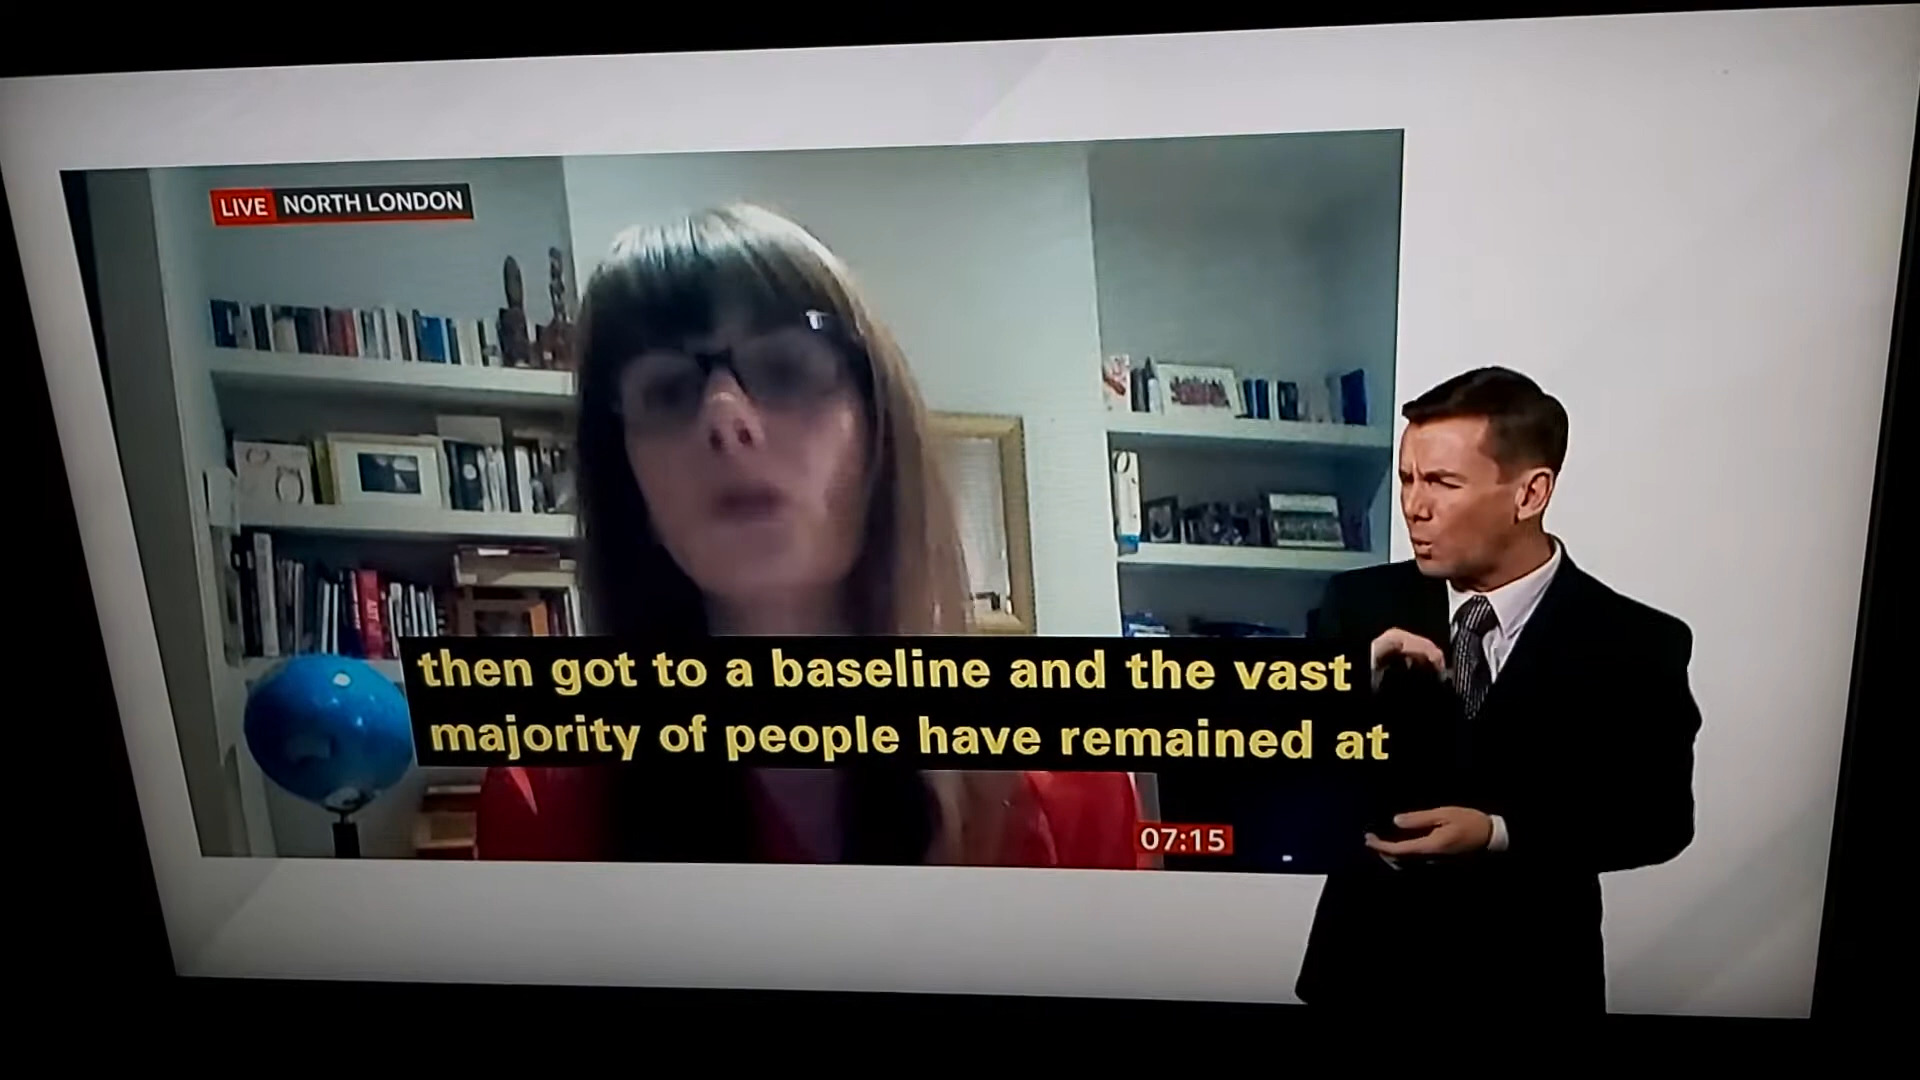 LIVE NORTH LONDON
then got to a baseline and the vast
majority of people have remained at
07:15